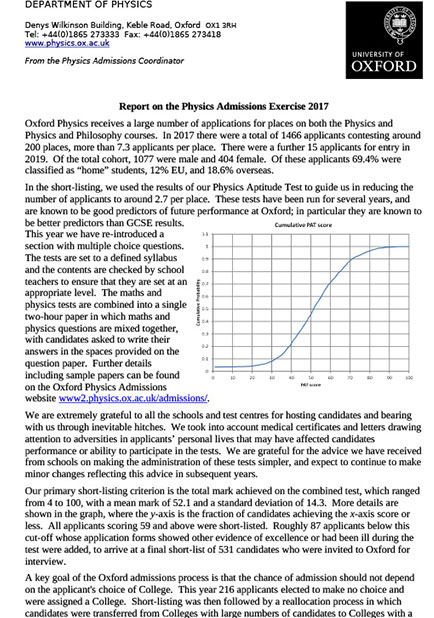 DEPARTMENT OF PHYSICS
Denys Wilkinson Building, Keble Road, Oxford OX1 3RH
Tel: +44(0)1865 273333 Fax: +44(0)1865 273418
www.physics.ox.ac.uk
From the Physics Admissions Coordinator
UNIVERSITY OF
OXFORD
Report on the Physics Admissions Exercise 2017
Oxford Physics receives a large number of applications for places on both the Physics and
Physics and Philosophy courses. In 2017 there were a total of 1466 applicants contesting around
200 places, more than 7.3 applicants per place. There were a further 15 applicants for entry in
2019. Of the total cohort, 1077 were male and 404 female. Of these applicants 69.4% were
classified as "home" students, 12% EU, and 18.6% overseas.
In the short-listing, we used the results of our Physics Aptitude Test to guide us in reducing the
number of applicants to around 2.7 per place. These tests have been run for several years, and
are known to be good predictors of future performance at Oxford; in particular they are known to
be better predictors than GCSE results.
This year we have re-introduced a
section with multiple choice questions.
The tests are set to a defined syllabus
and the contents are checked by school
teachers to ensure that they are set at an
appropriate level. The maths and
physics tests are combined into a single
two-hour paper in which maths and
physics questions are mixed together,
with candidates asked to write their
answers in the spaces provided on the
question paper. Further details
including sample papers can be found
on the Oxford Physics Admissions
website www2.physics.ox.ac.uk/admissions/.
Cumulative PAT score
Cumulative Probability
1.1
1
0.9
0.8
0.7
0.6
0.5
0.4
0.3
0.2
0.1
0
0 10 20 30 40 50 60 70 80 90 100
PAT score
We are extremely grateful to all the schools and test centres for hosting candidates and bearing
with us through inevitable hitches. We took into account medical certificates and letters drawing
attention to adversities in applicants' personal lives that may have affected candidates
performance or ability to participate in the tests. We are grateful for the advice we have received
from schools on making the administration of these tests simpler, and expect to continue to make
minor changes reflecting this advice in subsequent years.
Our primary short-listing criterion is the total mark achieved on the combined test, which ranged
from 4 to 100, with a mean mark of 52.1 and a standard deviation of 14.3. More details are
shown in the graph, where the y-axis is the fraction of candidates achieving the x-axis score or
less. All applicants scoring 59 and above were short-listed. Roughly 87 applicants below this
cut-off whose application forms showed other evidence of excellence or had been ill during the
test were added, to arrive at a final short-list of 531 candidates who were invited to Oxford for
interview.
A key goal of the Oxford admissions process is that the chance of admission should not depend
on the applicant's choice of College. This year 216 applicants elected to make no choice and
were assigned a College. Short-listing was then followed by a reallocation process in which
candidates were transferred from Colleges with large numbers of candidates to Colleges with a